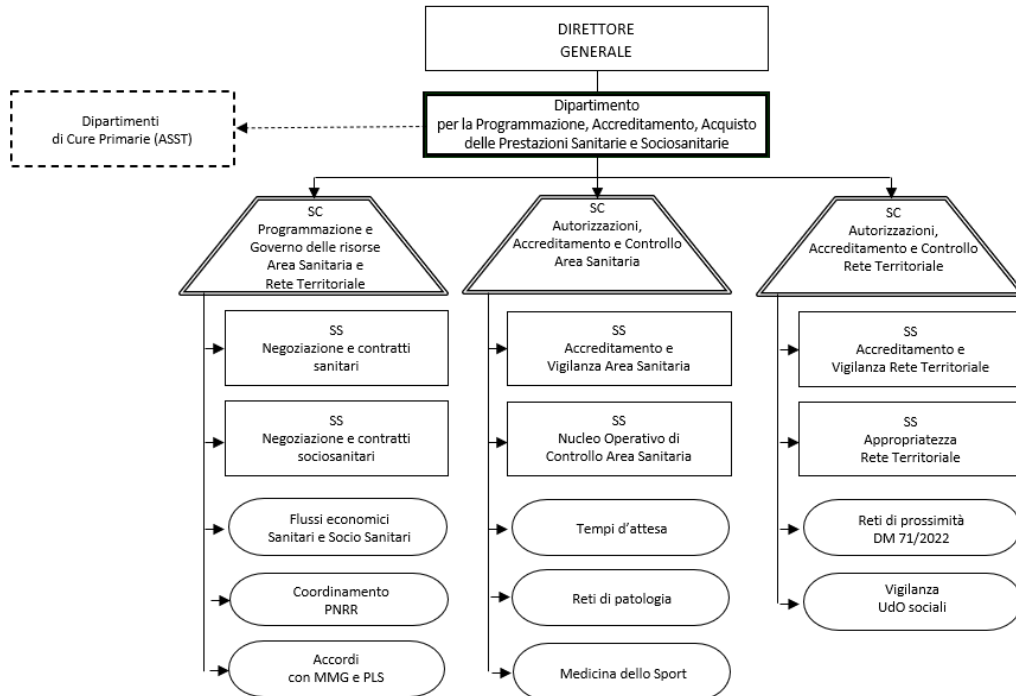 DIRETTORE
GENERALE
Dipartimento
per la Programmazione, Accreditamento, Acquisto
delle Prestazioni Sanitarie e Sociosanitarie
Dipartimenti
di Cure Primarie (ASST)
SC
Programmazione e
Governo delle risorse
Area Sanitaria e
Rete Territoriale
SS
Negoziazione e contratti
sanitari
SS
Negoziazione e contratti
sociosanitari
Flussi economici
Sanitari e Socio Sanitari
Coordinamento
PNRR
Accordi
con MMG e PLS
SC
Autorizzazioni,
Accreditamento e Controllo
Area Sanitaria
SS
Accreditamento e
Vigilanza Area Sanitaria
SS
Nucleo Operativo di
Controllo Area Sanitaria
Tempi d'attesa
Reti di patologia
Medicina dello Sport
SC
Autorizzazioni,
Accreditamento e Controllo
Rete Territoriale
SS
Accreditamento e
Vigilanza Rete Territoriale
SS
Appropriatezza
Rete Territoriale
Reti di prossimità
DM 71/2022
Vigilanza
UdO sociali